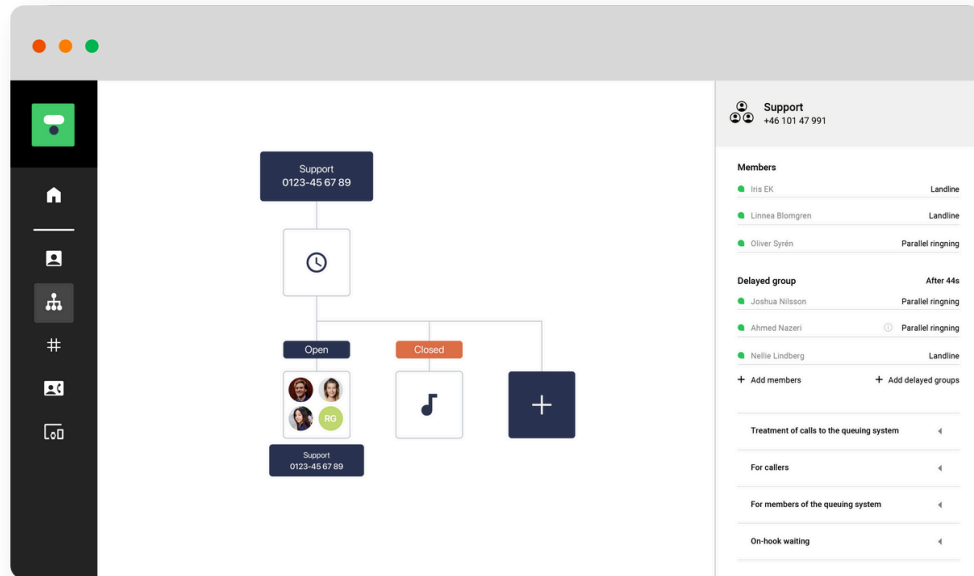 Support
0123-45 67 89
Open
Closed
RG
Support
0123-45 67 89
Support
+46 101 47 991
Members
Iris EK Landline
Linnea Blomgren Landline
Oliver Syrén Parallel ringning
Delayed group After 44s
Joshua Nilsson Parallel ringning
Ahmed Nazeri Parallel ringning
Nellie Lindberg Landline
+ Add members + Add delayed groups
Treatment of calls to the queuing system
For callers
For members of the queuing system
On-hook waiting